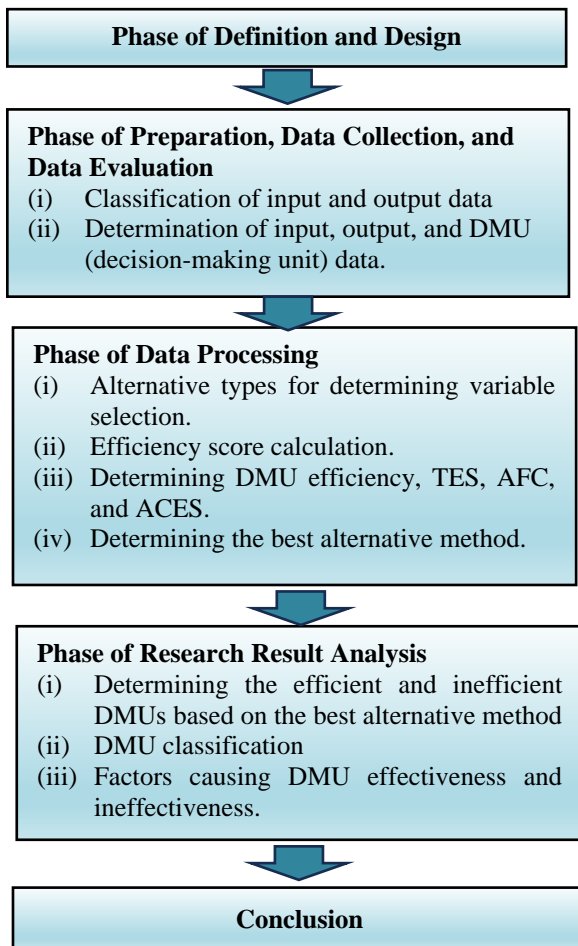 Phase of Definition and Design
Phase of Preparation, Data Collection, and
Data Evaluation
(i) Classification of input and output data
(ii) Determination of input, output, and DMU
(decision-making unit) data.
Phase of Data Processing
(i) Alternative types for determining variable
selection.
(ii) Efficiency score calculation.
(iii) Determining DMU efficiency, TES, AFC,
and ACES.
(iv) Determining the best alternative method.
Phase of Research Result Analysis
(i) Determining the efficient and inefficient
DMUs based on the best alternative method
(ii) DMU classification
(iii) Factors causing DMU effectiveness and
ineffectiveness.
Conclusion